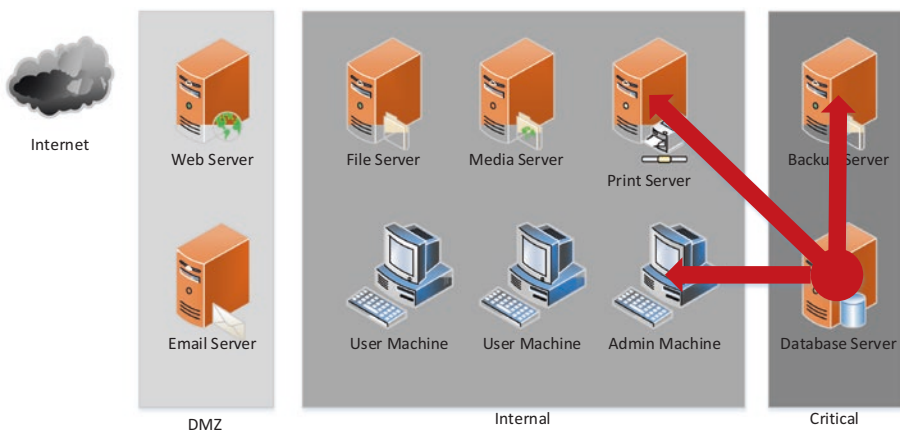 Internet
Web Server
File Server
Media Server
Print Server
Backup Server
Email Server
User Machine
User Machine
Admin Machine
Database Server
DMZ
Internal
Critical